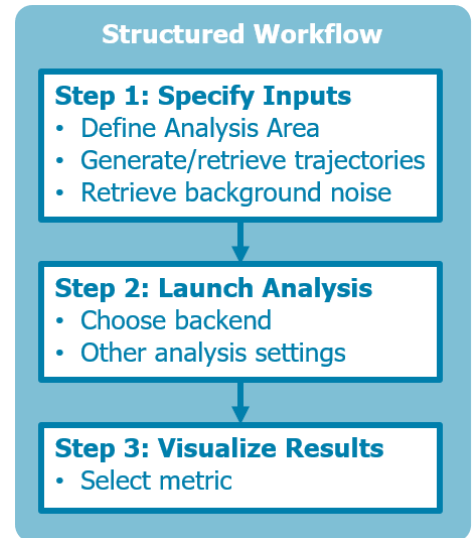 Structured Workflow
Step 1: Specify Inputs
• Define Analysis Area
• Generate/retrieve trajectories
• Retrieve background noise
Step 2: Launch Analysis
• Choose backend
• Other analysis settings
Step 3: Visualize Results
• Select metric